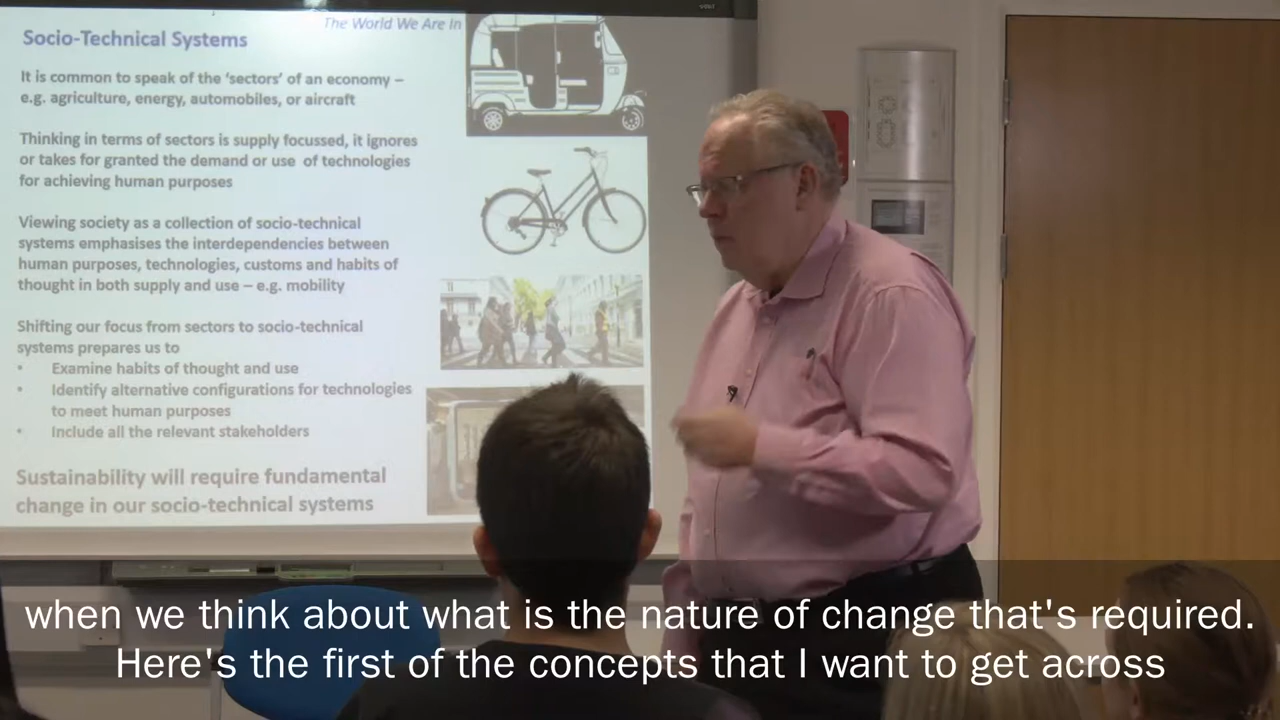 The World We Are In
Socio-Technical Systems
It is common to speak of the 'sectors' of an economy –
e.g. agriculture, energy, automobiles, or aircraft
Thinking in terms of sectors is supply focussed, it ignores
or takes for granted the demand or use of technologies
for achieving human purposes
Viewing society as a collection of socio-technical
systems emphasises the interdependencies between
human purposes, technologies, customs and habits of
thought in both supply and use – e.g. mobility
Shifting our focus from sectors to socio-technical
systems prepares us to
• Examine habits of thought and use
• Identify alternative configurations for technologies
to meet human purposes
• Include all the relevant stakeholders
Sustainability will require fundamental
change in our socio-technical systems
when we think about what is the nature of change that's required.
Here's the first of the concepts that I want to get across